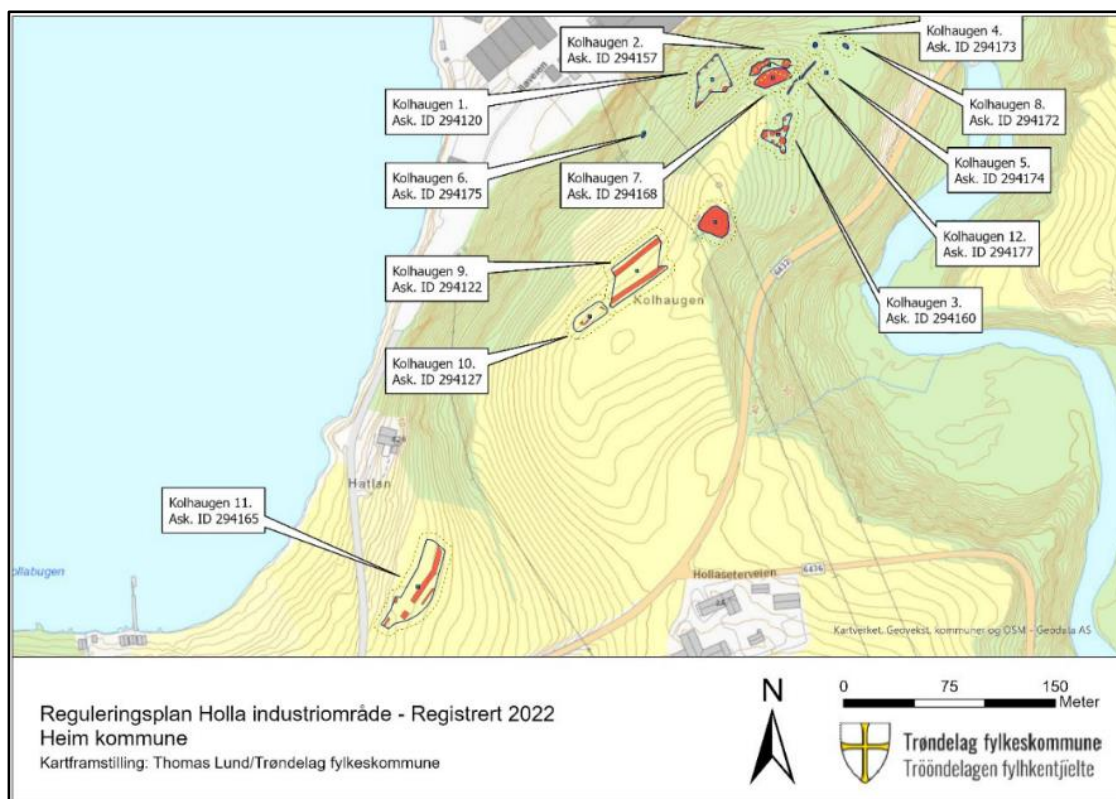 Kolhaugen 2.
Ask. ID 294157
Kolhaugen 4.
Ask. ID 294173
Kolhaugen 1.
Ask. ID 294120
Kolhaugen 8.
Ask. ID 294172
Kolhaugen 6.
Ask. ID 294175
Kolhaugen 7.
Ask. ID 294168
Kolhaugen 5.
Ask. ID 294174
Kolhaugen 12.
Ask. ID 294177
Kolhaugen 9.
Ask. ID 294122
6432
Kolhaugen
Kolhaugen 3.
Ask. ID 294160
Kolhaugen 10.
Ask. ID 294127
Hatlan
Kolhaugen 11.
Ask. ID 294165
ollabugen
Hollaseterveien
6436
Kartverket, Geovekst, kommuner og OSM - Geodata AS
Reguleringsplan Holla industriområde - Registrert 2022
Heim kommune
Kartframstilling: Thomas Lund/Trøndelag fylkeskommune
N
0 75 150
Meter
Trøndelag fylkeskommune
Trööndelagen fylhkentjïelte